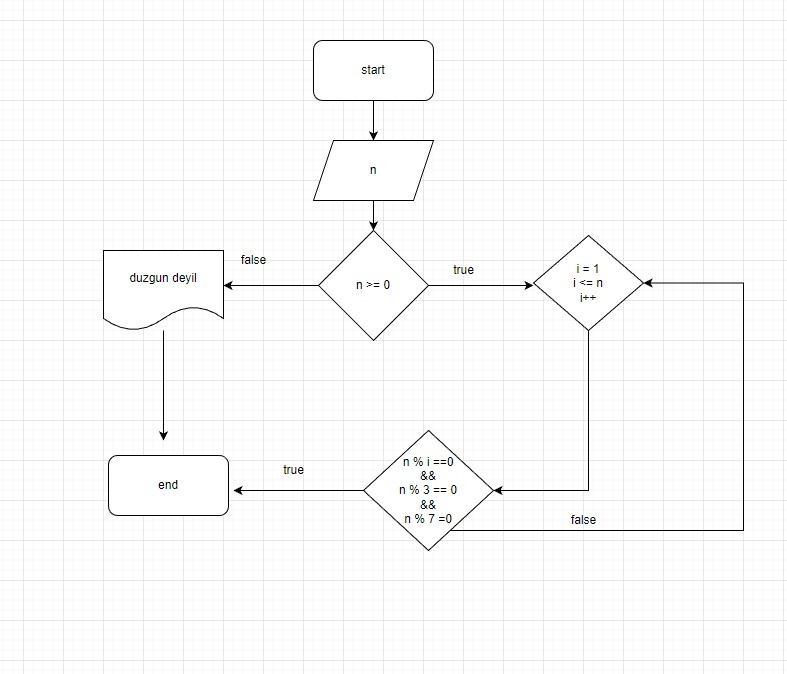 start
n
false
duzgun deyil
n >= 0
true
i = 1
i <= n
i++
end
true
n % i ==0
&&
n % 3 == 0
&&
n % 7 =0
false